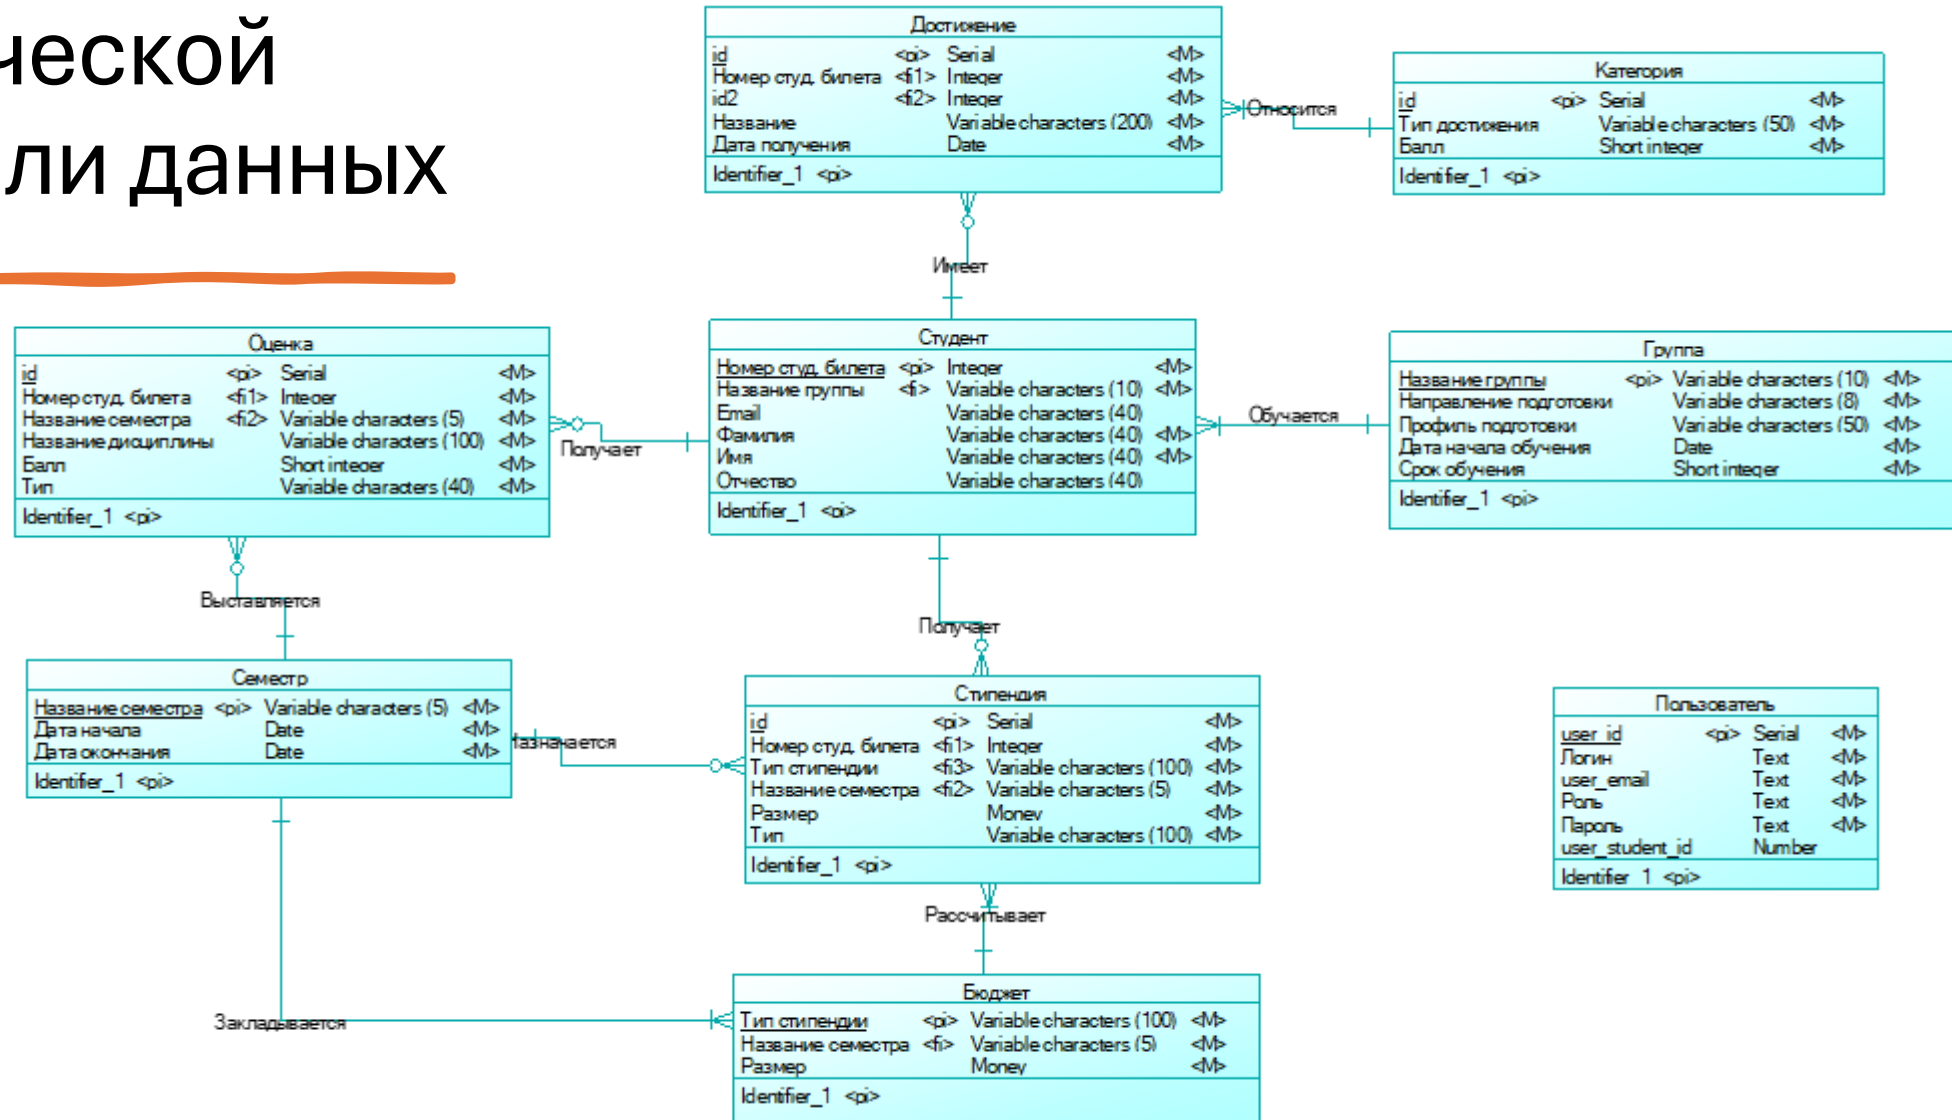 ческой
ли данных
Достижение
id <pi> Serial <M>
Номер студ. билета <fi1> Integer <M>
id2 <fi2> Integer <M>
Название Variable characters (200) <M>
Дата получения Date <M>
Identifier_1 <pi>
Относится
Категория
id <pi> Serial <M>
Тип достижения Variable characters (50) <M>
Балл Short integer <M>
Identifier_1 <pi>
Имеет
Оценка
id <pi> Serial <M>
Номер студ. билета <fi1> Integer <M>
Название семестра <fi2> Variable characters (5) <M>
Название дисциплины Variable characters (100) <M>
Балл Short integer <M>
Тип Variable characters (40) <M>
Identifier_1 <pi>
Получает
Студент
Номер студ. билета <pi> Integer <M>
Название группы <fi> Variable characters (10) <M>
Email Variable characters (40)
Фамилия Variable characters (40) <M>
Имя Variable characters (40) <M>
Отчество Variable characters (40)
Identifier_1 <pi>
Обучается
Группа
Название группы <pi> Variable characters (10) <M>
Направление подготовки Variable characters (8) <M>
Профиль подготовки Variable characters (50) <M>
Дата начала обучения Date <M>
Срок обучения Short integer <M>
Identifier_1 <pi>
Выставляется
Получает
Семестр
Название семестра <pi> Variable characters (5) <M>
Дата начала Date <M>
Дата окончания Date <M>
Identifier_1 <pi>
Назначается
Стипендия
id <pi> Serial <M>
Номер студ. билета <fi1> Integer <M>
Тип стипендии <fi3> Variable characters (100) <M>
Название семестра <fi2> Variable characters (5) <M>
Размер Money <M>
Тип Variable characters (100) <M>
Identifier_1 <pi>
Пользователь
user_id <pi> Serial <M>
Логин Text <M>
user_email Text <M>
Роль Text <M>
Пароль Text <M>
user_student_id Number
Identifier_1 <pi>
Рассчитывает
Закладывается
Бюджет
Тип стипендии <pi> Variable characters (100) <M>
Название семестра <fi> Variable characters (5) <M>
Размер Money <M>
Identifier_1 <pi>